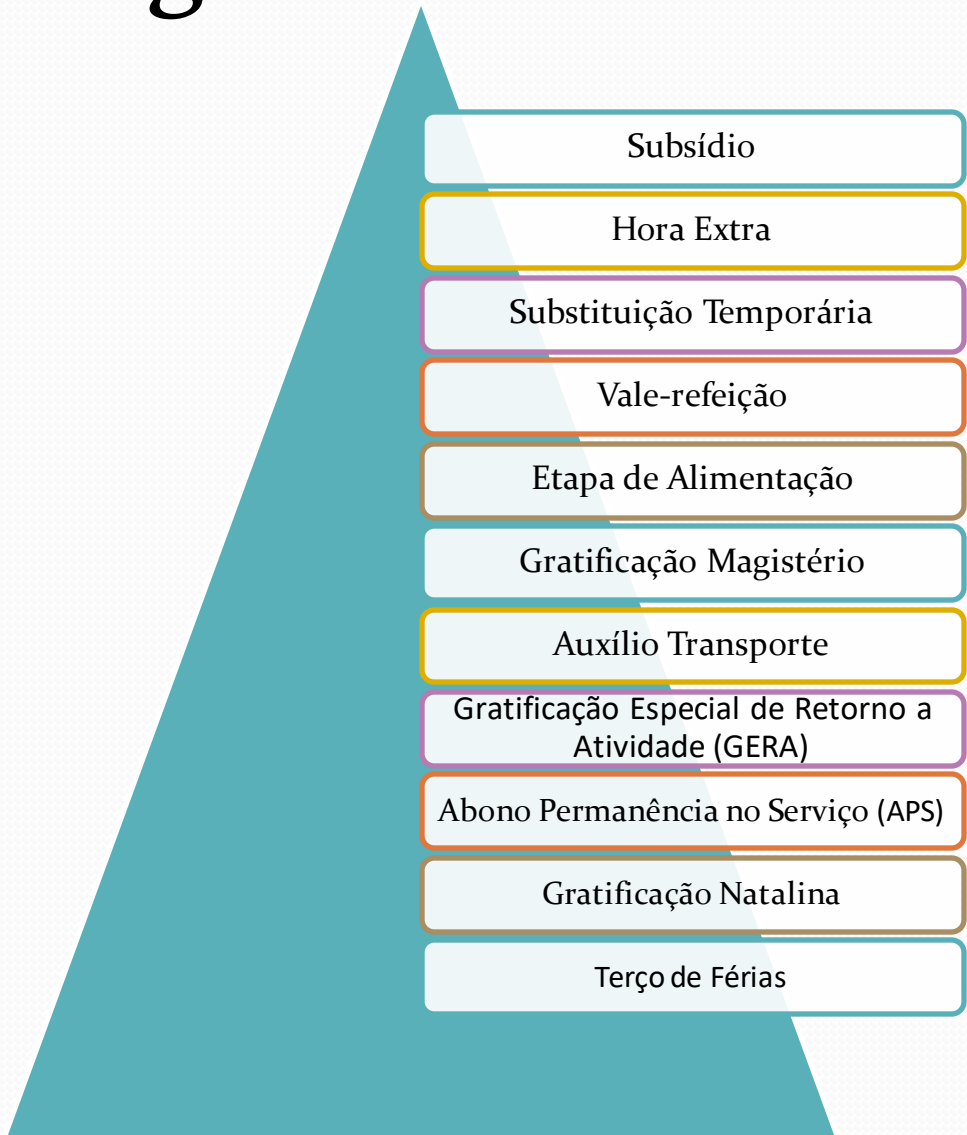 Subsídio
Hora Extra
Substituição Temporária
Vale-refeição
Etapa de Alimentação
Gratificação Magistério
Auxílio Transporte
Gratificação Especial de Retorno a
Atividade (GERA)
Abono Permanência no Serviço (APS)
Gratificação Natalina
Terço de Férias